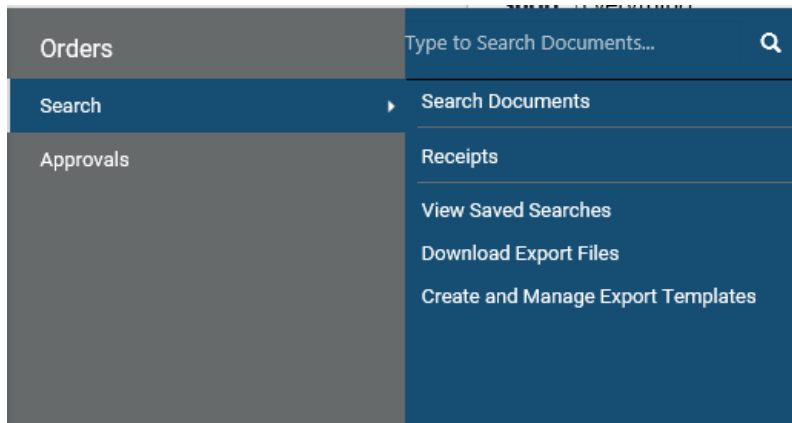 Orders
Type to Search Documents...
Search
Search Documents
Approvals
Receipts
View Saved Searches
Download Export Files
Create and Manage Export Templates